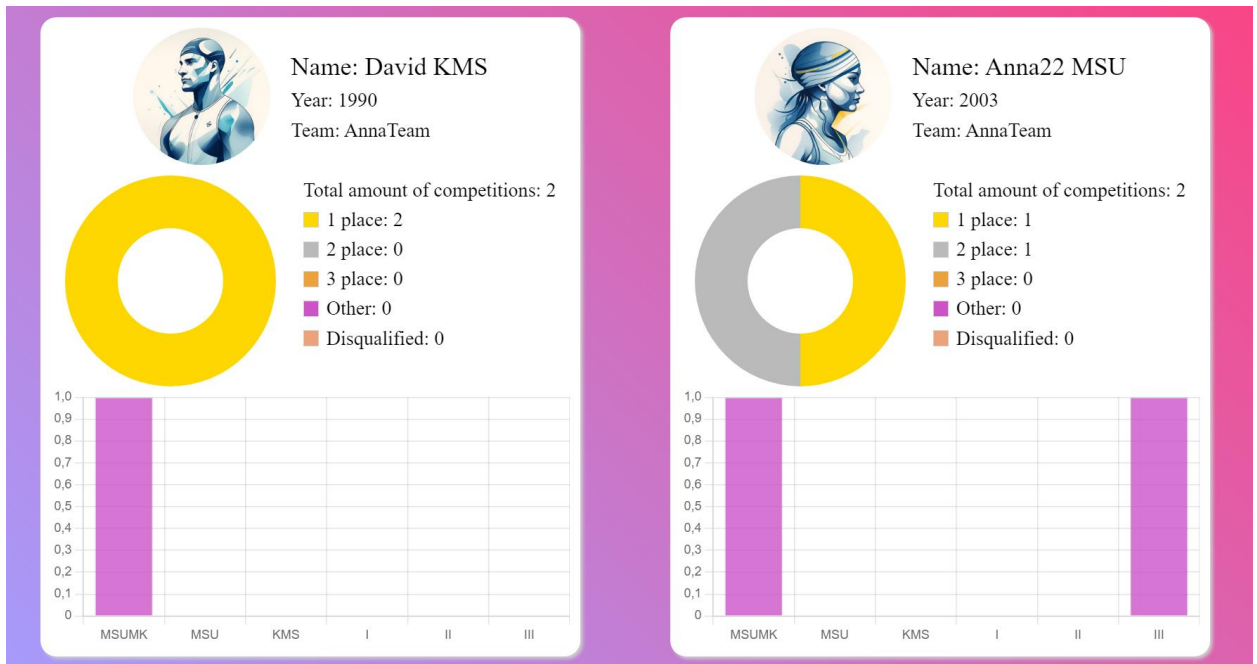 Name: David KMS
Year: 1990
Team: AnnaTeam
Total amount of competitions: 2
1 place: 2
2 place: 0
3 place: 0
Other: 0
Disqualified: 0
1,0
0,9
0,8
0,7
0,6
0,5
0,4
0,3
0,2
0,1
0
MSUMK MSU KMS I II III
Name: Anna22 MSU
Year: 2003
Team: AnnaTeam
Total amount of competitions: 2
1 place: 1
2 place: 1
3 place: 0
Other: 0
Disqualified: 0
1,0
0,9
0,8
0,7
0,6
0,5
0,4
0,3
0,2
0,1
0
MSUMK MSU KMS I II III